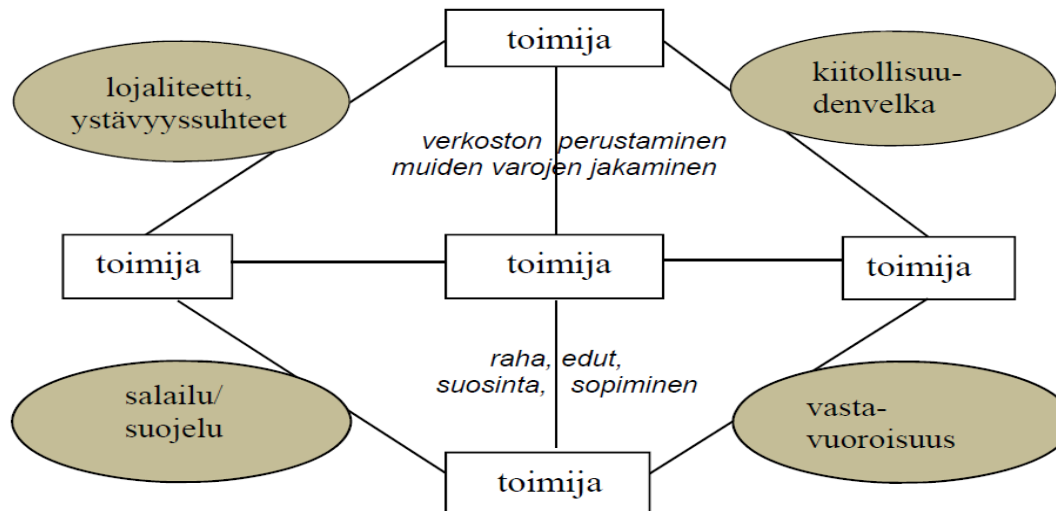 toimija
lojaliteetti,
ystävyyssuhteet
kiitollisuu-
denvelka
verkoston perustaminen
muiden varojen jakaminen
toimija
toimija
toimija
raha, edut,
suosinta, sopiminen
salailu/
suojelu
vasta-
vuoroisuus
toimija